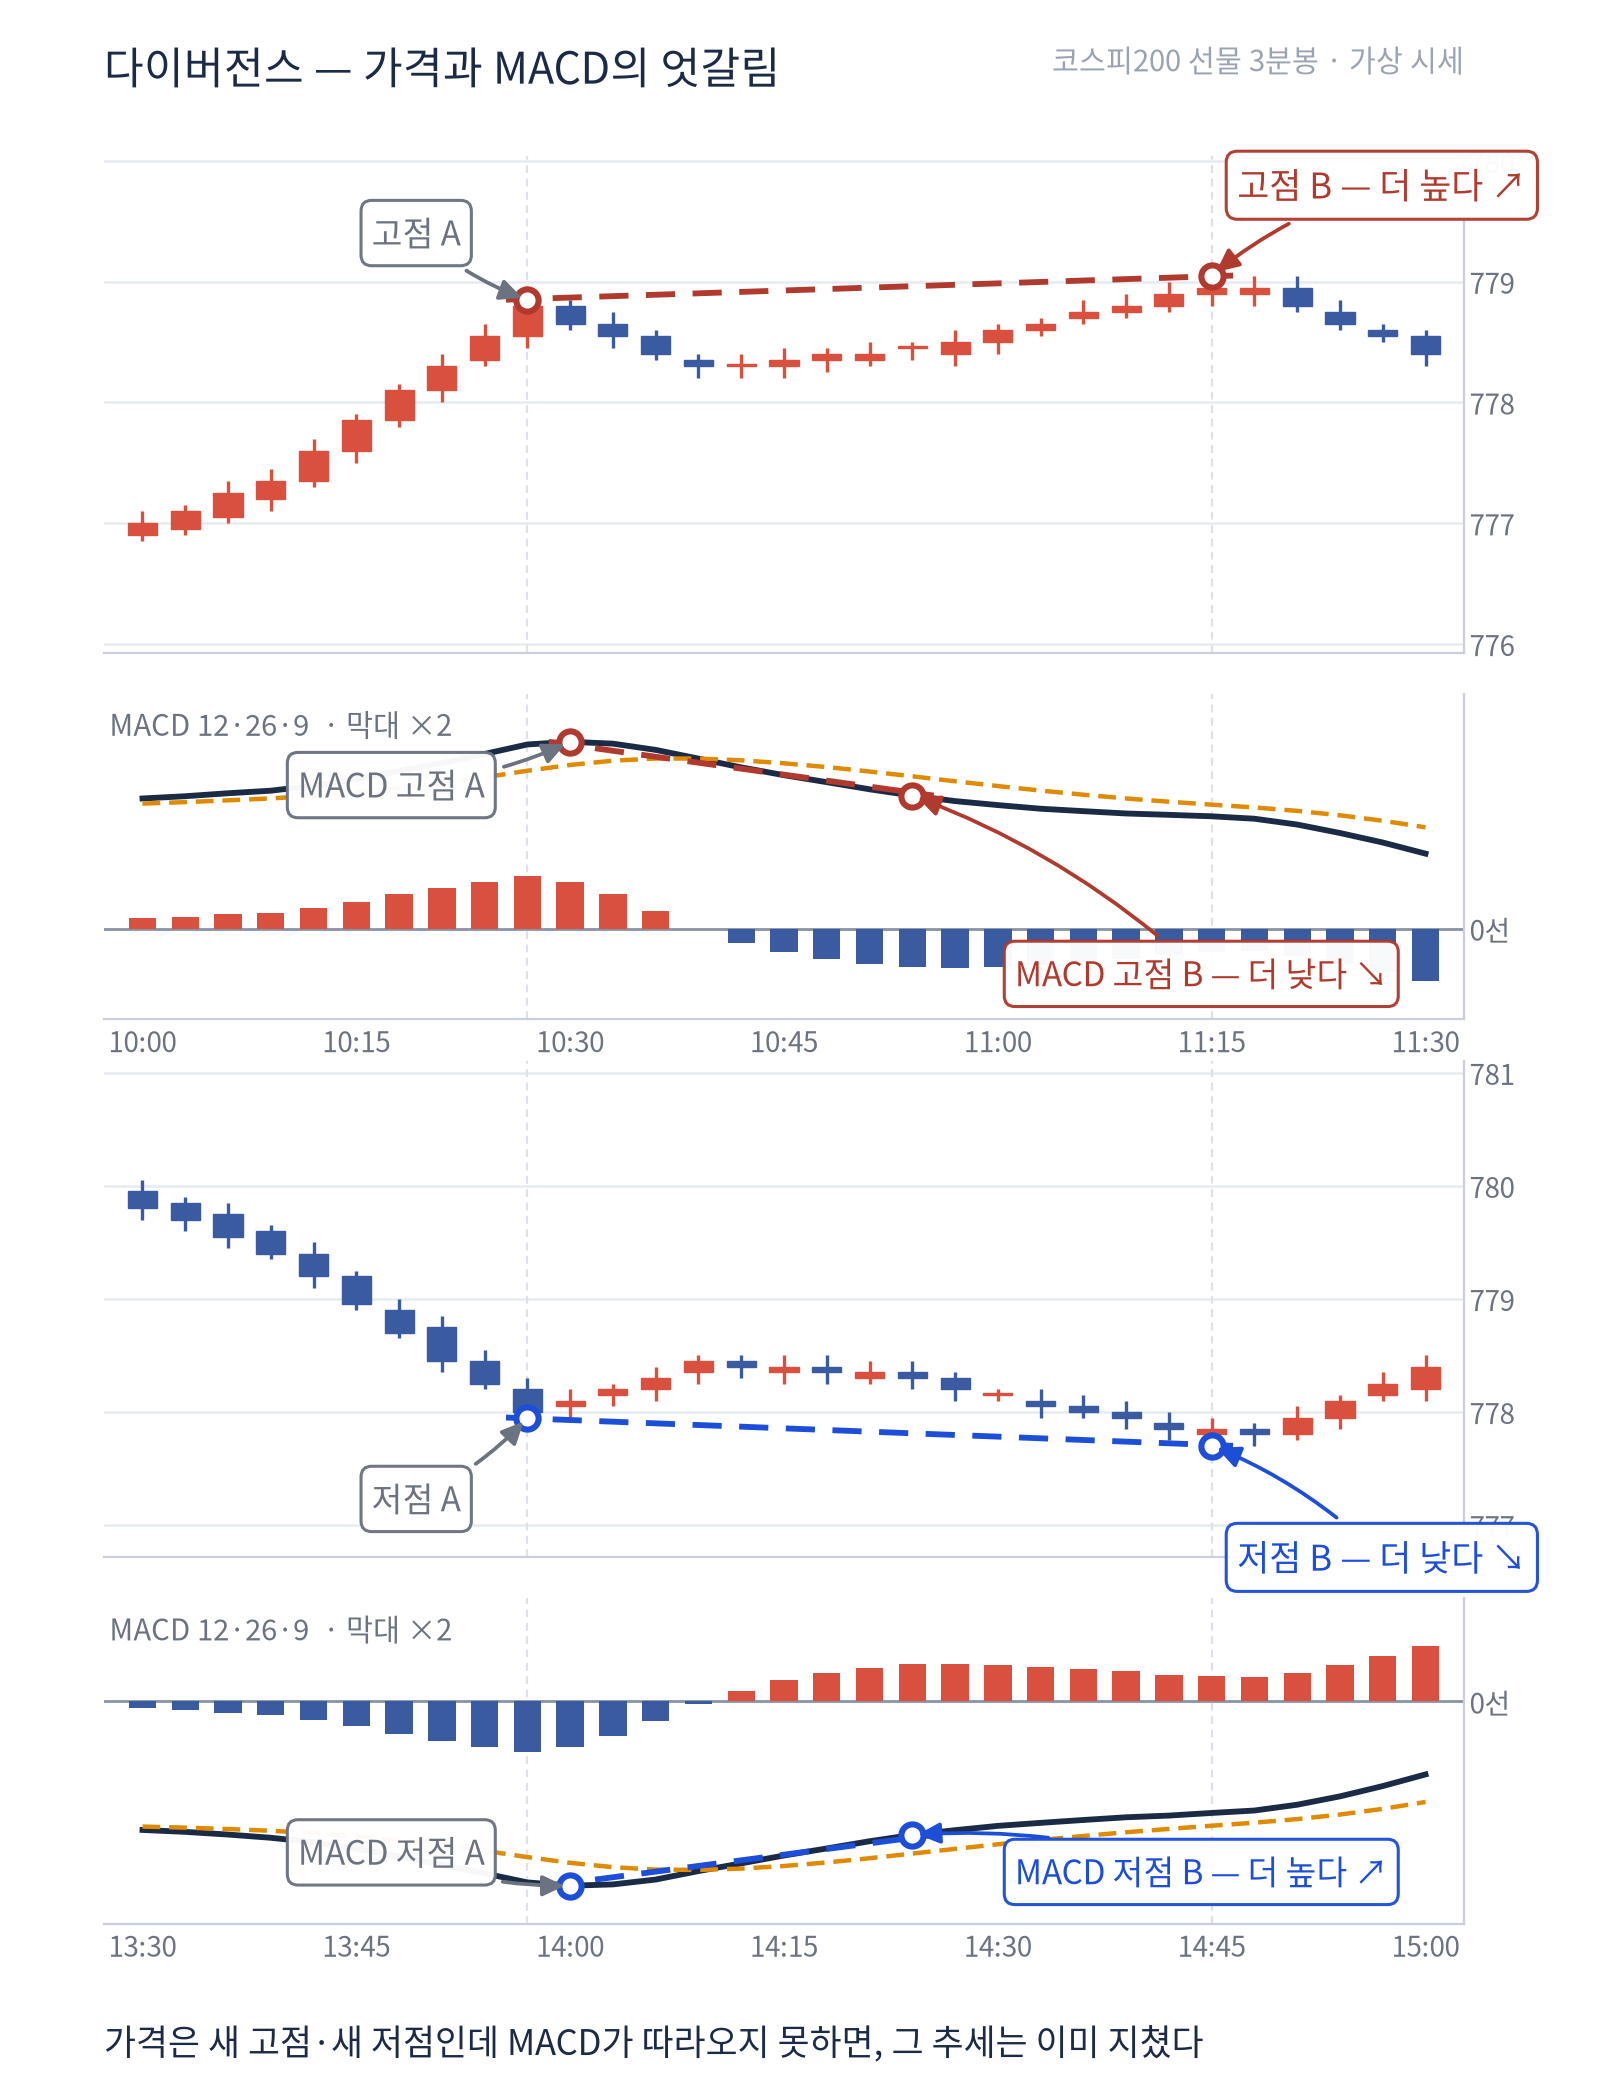 다이버전스 — 가격과 MACD의 엇갈림
코스피200 선물 3분봉 · 가상 시세
고점 B — 더 높다 ↗
고점 A
779
778
777
776
MACD 12·26·9 · 막대 ×2
MACD 고점 A
0선
MACD 고점 B — 더 낮다 ↘
10:00 10:15 10:30 10:45 11:00 11:15 11:30
781
780
779
778
저점 A
777
저점 B — 더 낮다 ↘
MACD 12·26·9 · 막대 ×2
0선
MACD 저점 A
MACD 저점 B — 더 높다 ↗
13:30 13:45 14:00 14:15 14:30 14:45 15:00
가격은 새 고점·새 저점인데 MACD가 따라오지 못하면, 그 추세는 이미 지쳤다